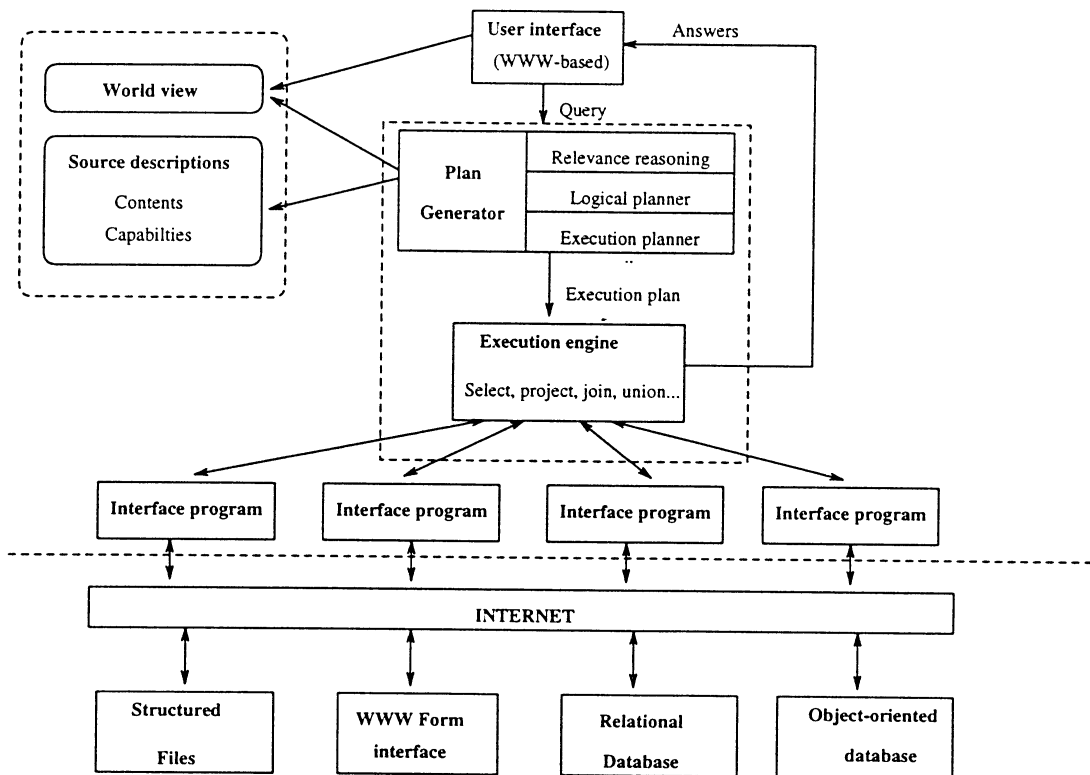 User interface
(WWW-based)
Answers
World view
Query
Source descriptions
Contents
Capabilties
Plan
Generator
Relevance reasoning
Logical planner
Execution planner
Execution plan
Execution engine
Select, project, join, union...
Interface program
Interface program
Interface program
Interface program
INTERNET
Structured
Files
WWW Form
interface
Relational
Database
Object-oriented
database